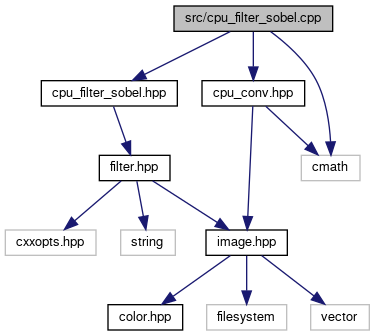 src/cpu_filter_sobel.cpp
cpu_filter_sobel.hpp
cpu_conv.hpp
filter.hpp
cmath
cxxopts.hpp
string
image.hpp
color.hpp
filesystem
vector